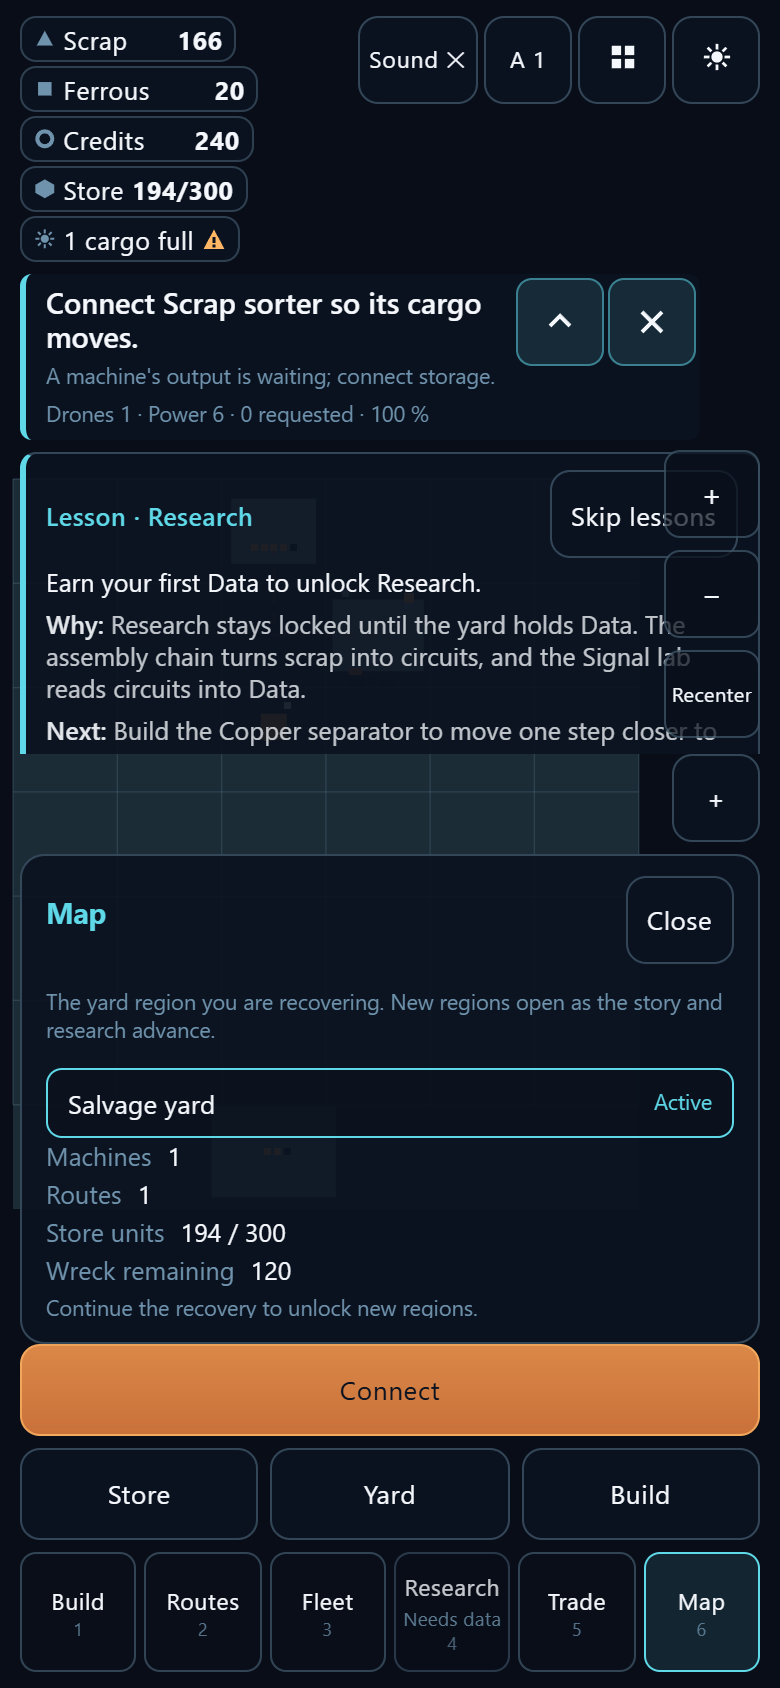 Scrap 166
Ferrous 20
Credits 240
Store 194/300
1 cargo full
Sound ×
A 1
Connect Scrap sorter so its cargo
moves.
A machine's output is waiting; connect storage.
Drones 1 · Power 6 · 0 requested · 100 %
Lesson · Research
Skip lessons
+
Earn your first Data to unlock Research.
–
Why: Research stays locked until the yard holds Data. The
assembly chain turns scrap into circuits, and the Signal lab
reads circuits into Data.
Recenter
Next: Build the Copper separator to move one step closer to
+
Map
Close
The yard region you are recovering. New regions open as the story and
research advance.
Salvage yard
Active
Machines 1
Routes 1
Store units 194 / 300
Wreck remaining 120
Continue the recovery to unlock new regions.
Connect
Store
Yard
Build
Build
1
Routes
2
Fleet
3
Research
Needs data
4
Trade
5
Map
6